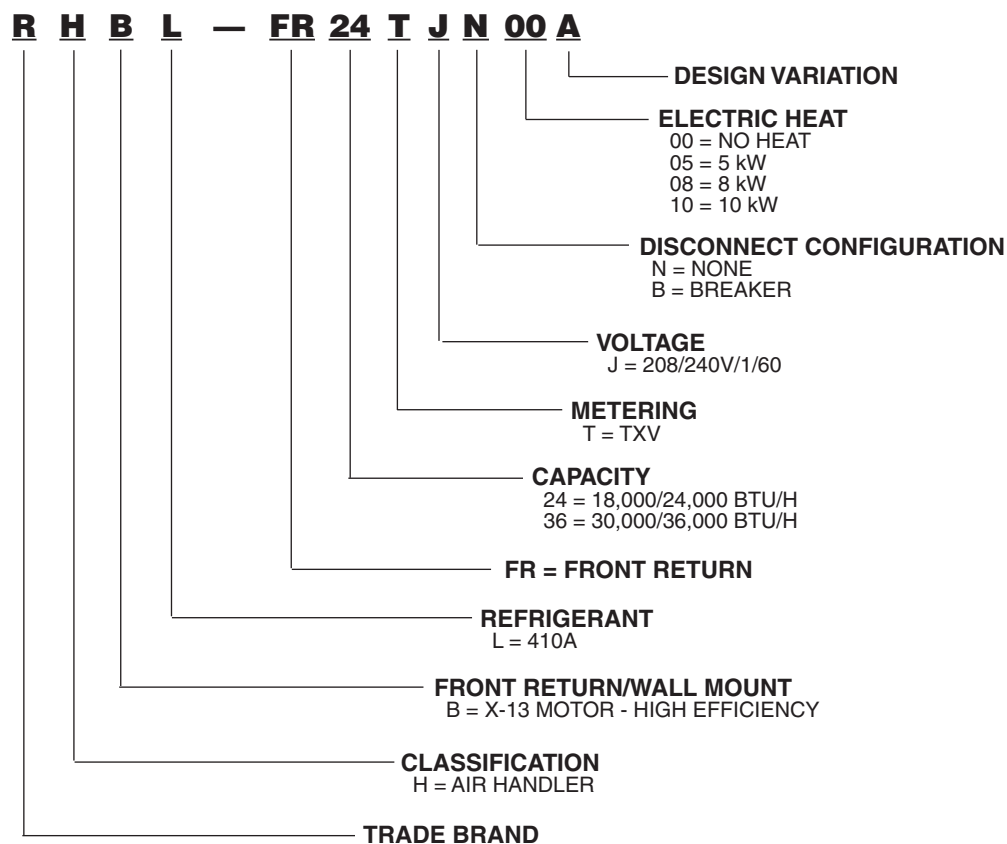 R H B L — FR 24 T J N 00 A
DESIGN VARIATION
ELECTRIC HEAT
00 = NO HEAT
05 = 5 kW
08 = 8 kW
10 = 10 kW
DISCONNECT CONFIGURATION
N = NONE
B = BREAKER
VOLTAGE
J = 208/240V/1/60
METERING
T = TXV
CAPACITY
24 = 18,000/24,000 BTU/H
36 = 30,000/36,000 BTU/H
FR = FRONT RETURN
REFRIGERANT
L = 410A
FRONT RETURN/WALL MOUNT
B = X-13 MOTOR - HIGH EFFICIENCY
CLASSIFICATION
H = AIR HANDLER
TRADE BRAND